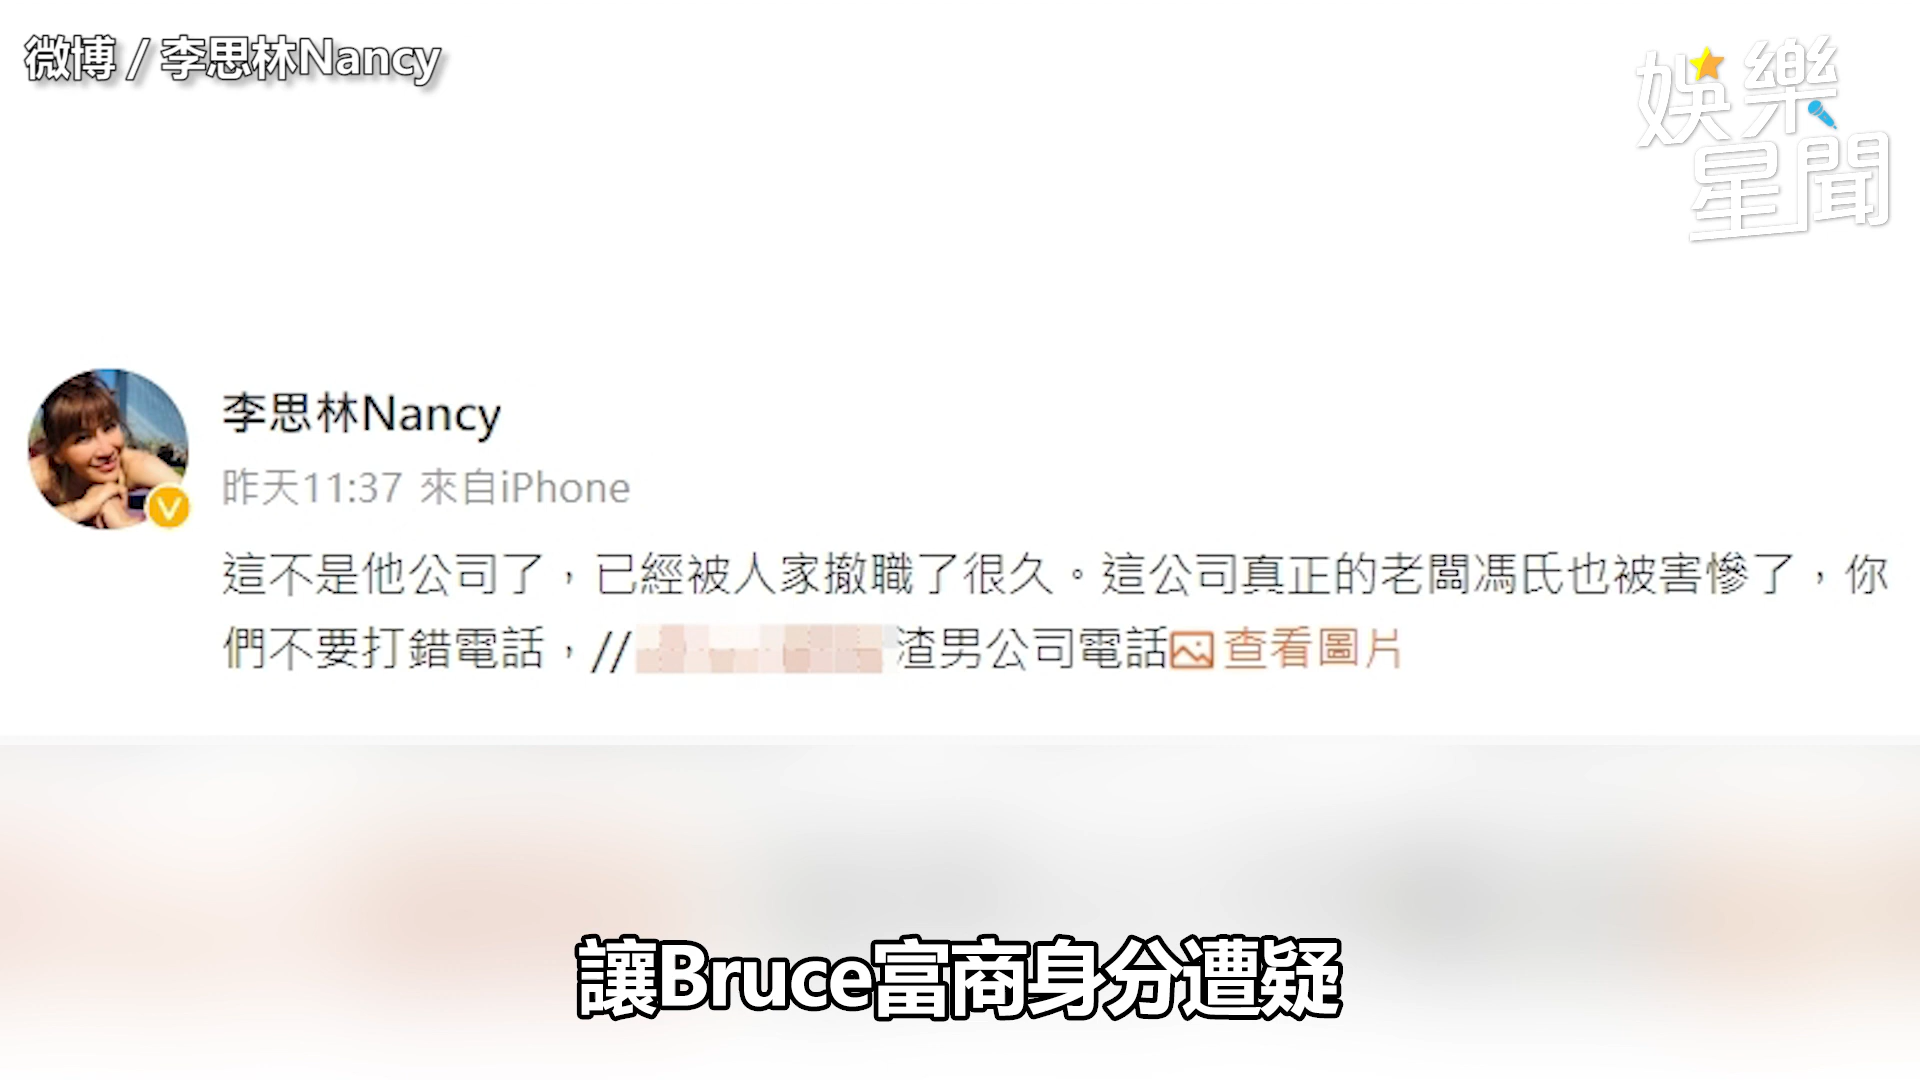 微博 / 李思林Nancy
娛樂
星聞
李思林Nancy
昨天11:37 來自iPhone
這不是他公司了，已經被人家撤職了很久。這公司真正的老闆馮氏也被害慘了，你
們不要打錯電話，//渣男公司電話查看圖片
讓Bruce富商身分遭疑